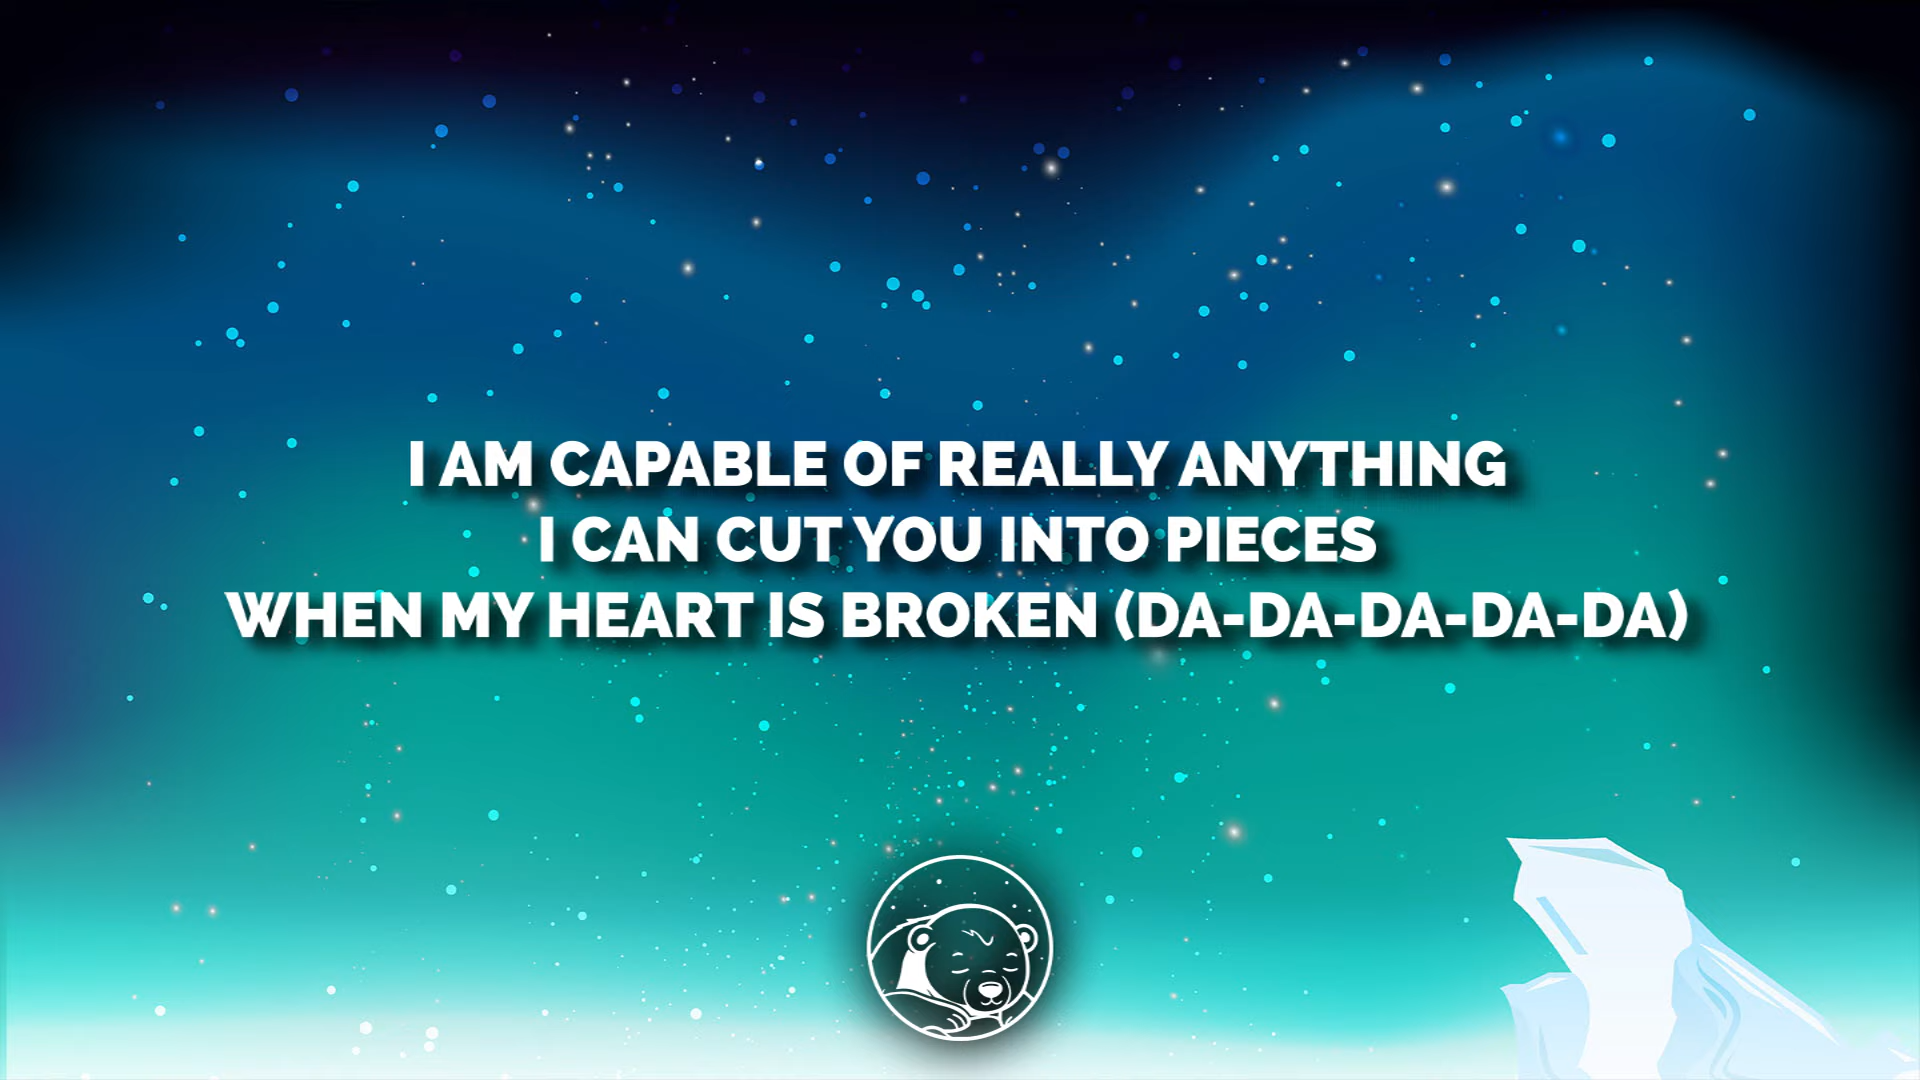 I AM CAPABLE OF REALLY ANYTHING
I CAN CUT YOU INTO PIECES
WHEN MY HEART IS BROKEN (DA-DA-DA-DA-DA)